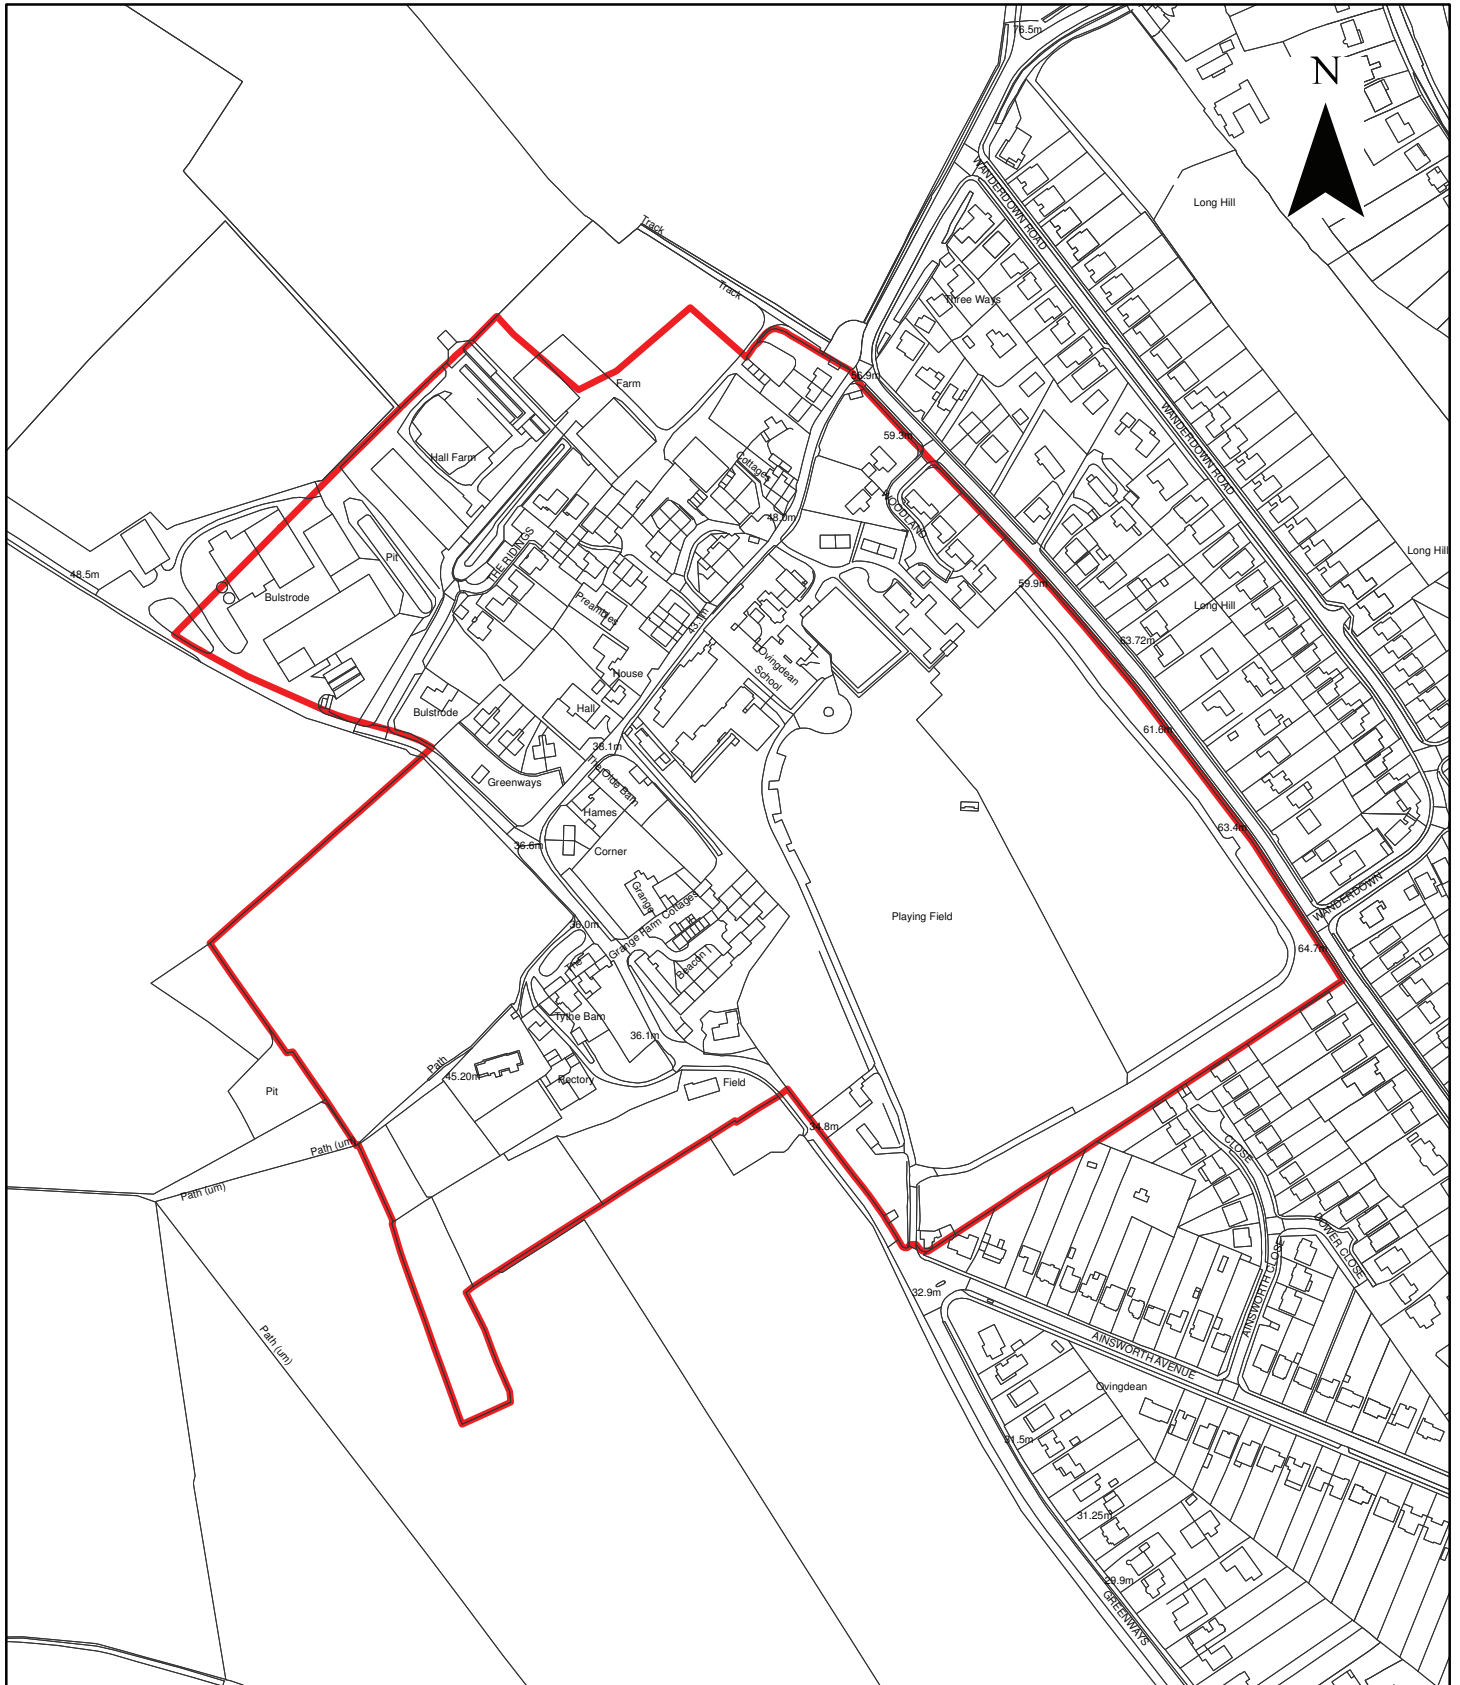 76.5m
N
WANDERDOWN ROAD
Long Hill
Track
Track
Three Ways
56.9m
Farm
WANDERDOWN ROAD
59.3m
Hall Farm
Cottages
WOODLAND
48.0m
THE RIDINGS
Long Hill
Pit
48.5m
59.9m
Bulstrode
Preambles
Long Hill
43.1m
63.72m
Ovingdean
School
House
Bulstrode
Hall
61.6m
38.1m
The Olde Barn
Greenways
Hames
63.4m
36.6m
Corner
WANDERDOWN
Grange
Playing Field
36.0m
Grange Farm Cottages
64.7m
The
Beacon
Tythe Barn
36.1m
Path
45.20m
Rectory
Field
Pit
34.8m
Path (um)
CLOSE
Path (um)
BOWER CLOSE
AINSWORTH CLOSE
32.9m
Path (um)
AINSWORTH AVENUE
Ovingdean
31.5m
31.25m
29.9m
GREENWAYS